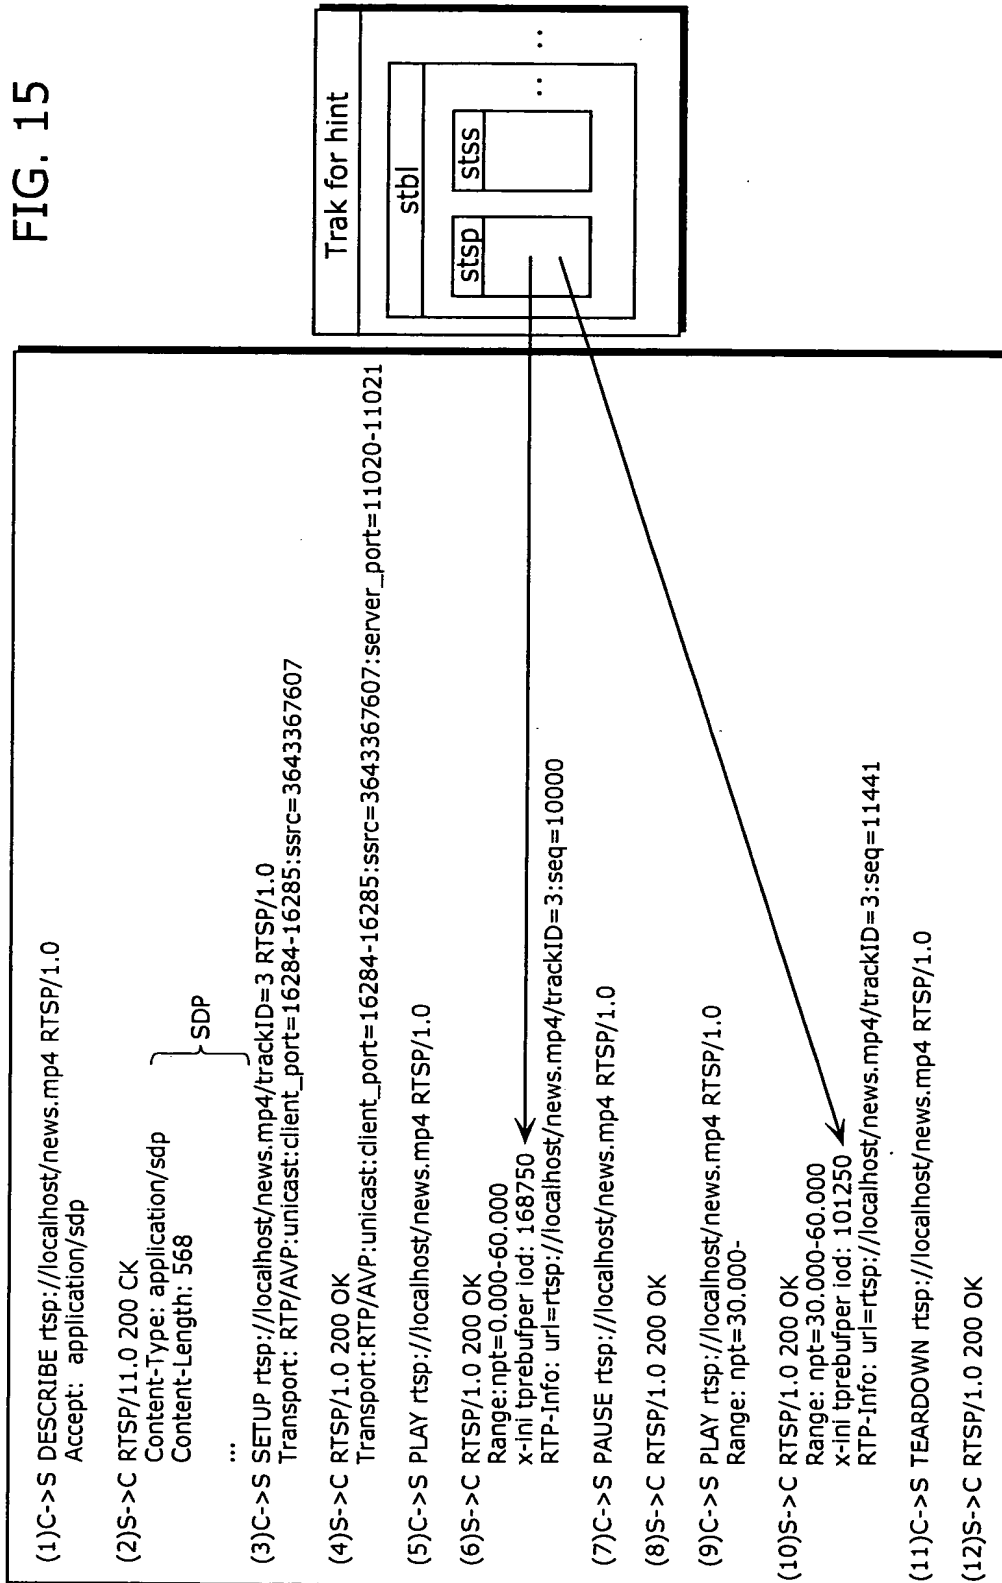 FIG. 15
(1)C->S DESCRIBE rtsp://localhost/news.mp4 RTSP/1.0
Accept: application/sdp
(2)S->C RTSP/11.0 200 CK
Content-Type: application/sdp
Content-Length: 568
SDP
...
(3)C->S SETUP rtsp://localhost/news.mp4/trackID=3 RTSP/1.0
Transport: RTP/AVP:unicast:client_port=16284-16285:ssrc=3643367607
(4)S->C RTSP/1.0 200 OK
Transport:RTP/AVP:unicast:client_port=16284-16285:ssrc=3643367607:server_port=11020-11021
(5)C->S PLAY rtsp://localhost/news.mp4 RTSP/1.0
(6)S->C RTSP/1.0 200 OK
Range:npt=0.000-60.000
x-ini tprebufper iod: 168750
RTP-Info: url=rtsp://localhost/news.mp4/trackID=3:seq=10000
(7)C->S PAUSE rtsp://localhost/news.mp4 RTSP/1.0
(8)S->C RTSP/1.0 200 OK
(9)C->S PLAY rtsp://localhost/news.mp4 RTSP/1.0
Range: npt=30.000-
(10)S->C RTSP/1.0 200 OK
Range: npt=30.000-60.000
x-ini tprebufper iod: 101250
RTP-Info: url=rtsp://localhost/news.mp4/trackID=3:seq=11441
(11)C->S TEARDOWN rtsp://localhost/news.mp4 RTSP/1.0
(12)S->C RTSP/1.0 200 OK
Trak for hint
stbl
stsp
stss
...
...